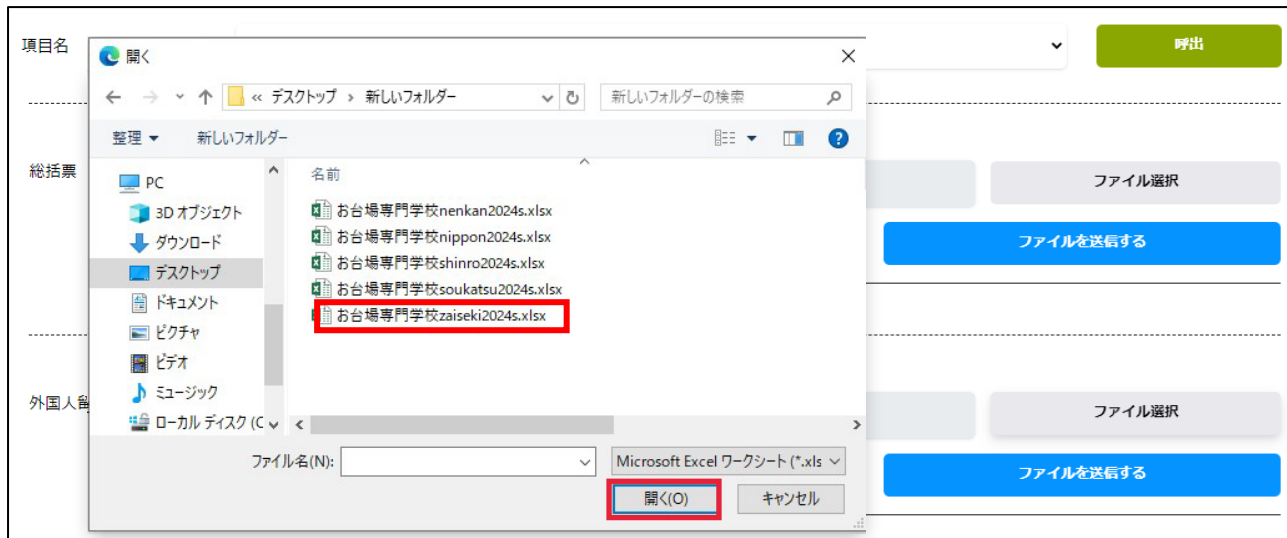 項目名
呼出
開く
« デスクトップ › 新しいフォルダー
新しいフォルダーの検索
整理
新しいフォルダー
総括票
ファイル選択
ファイルを送信する
PC
3D オブジェクト
ダウンロード
デスクトップ
ドキュメント
ピクチャ
ビデオ
ミュージック
ローカル ディスク (C
名前
お台場専門学校nenkan2024s.xlsx
お台場専門学校nippon2024s.xlsx
お台場専門学校shinro2024s.xlsx
お台場専門学校soukatsu2024s.xlsx
お台場専門学校zaiseki2024s.xlsx
外国人留
ファイル選択
ファイルを送信する
ファイル名(N):
Microsoft Excel ワークシート (*.xls
開く(O)
キャンセル